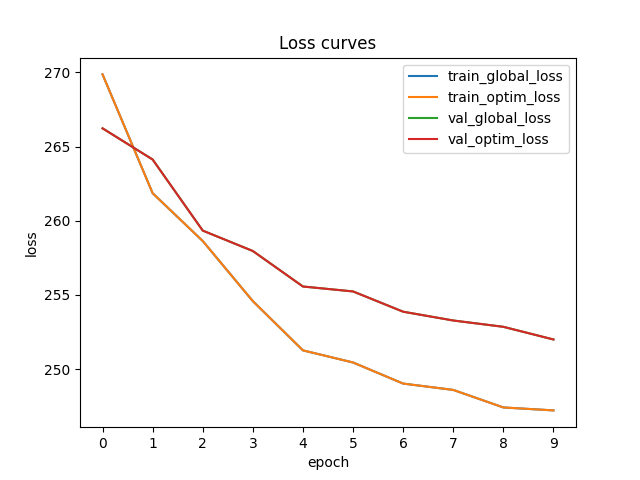 Loss curves
270
265
260
255
250
loss
train_global_loss
train_optim_loss
val_global_loss
val_optim_loss
0 1 2 3 4 5 6 7 8 9
epoch